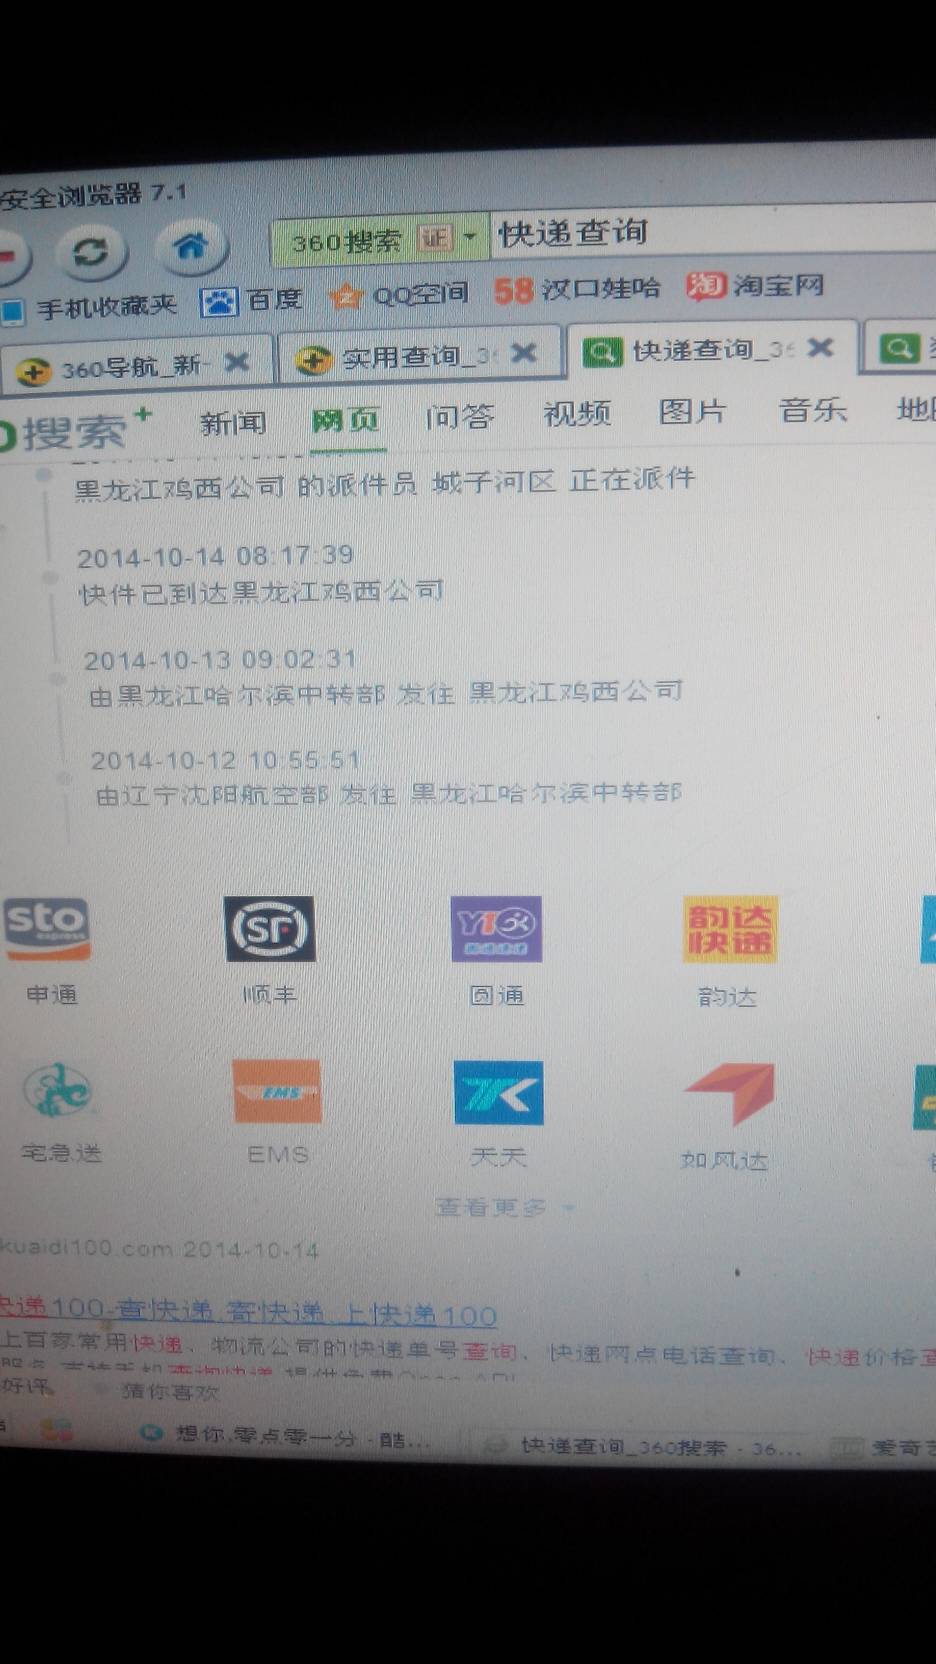 安全浏览器 7.1
360搜索 证 快递查询
手机收藏夹 百度 QQ空间 58 汉口娃哈 淘 淘宝网
360导航_新 实用查询_3 快递查询_36
搜索+ 新闻 网页 问答 视频 图片 音乐
黑龙江鸡西公司 的派件员 城子河区 正在派件
2014-10-14 08:17:39
快件已到达黑龙江鸡西公司
2014-10-13 09:02:31
由黑龙江哈尔滨中转部 发往 黑龙江鸡西公司
2014-10-12 10:55:51
由辽宁沈阳航空部 发往 黑龙江哈尔滨中转部
sto express SF 韵达快递
申通 顺丰 圆通 韵达
EMS
宅急送 EMS 天天 如风达
查看更多
kuaidi100.com 2014-10-14
快递100-查快递,寄快递,上快递100
上百家常用快递、物流公司的快递单号查询、快递网点电话查询、快递价格查
好评 猜你喜欢
想你,零点零一分 - 酷... 快递查询_360搜索 - 36... 爱奇艺